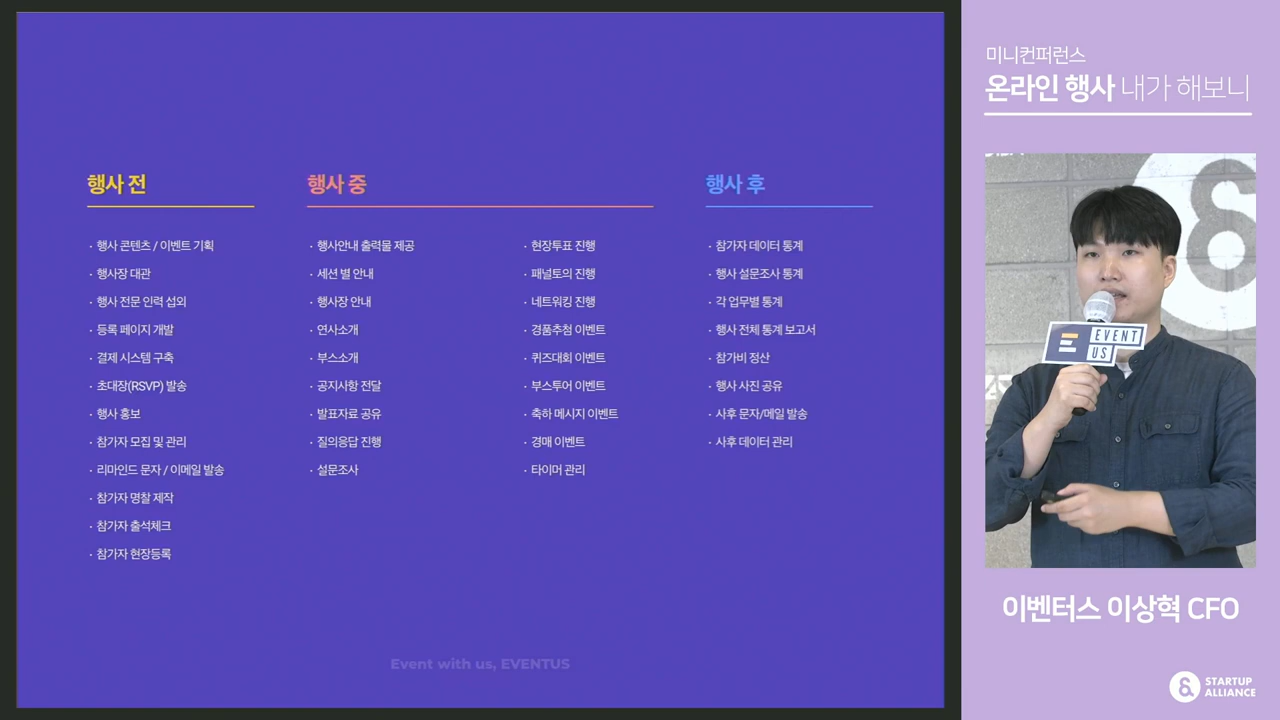 행사 전
· 행사 콘텐츠 / 이벤트 기획
· 행사장 대관
· 행사 전문 인력 섭외
· 등록 페이지 개발
· 결제 시스템 구축
· 초대장(RSVP) 발송
· 행사 홍보
· 참가자 모집 및 관리
· 리마인드 문자 / 이메일 발송
· 참가자 명찰 제작
· 참가자 출석체크
· 참가자 현장등록
행사 중
· 행사안내 출력물 제공
· 세션 별 안내
· 행사장 안내
· 연사소개
· 부스소개
· 공지사항 전달
· 발표자료 공유
· 질의응답 진행
· 설문조사
· 현장투표 진행
· 패널토의 진행
· 네트워킹 진행
· 경품추첨 이벤트
· 퀴즈대회 이벤트
· 부스투어 이벤트
· 축하 메시지 이벤트
· 경매 이벤트
· 타이머 관리
행사 후
· 참가자 데이터 통계
· 행사 설문조사 통계
· 각 업무별 통계
· 행사 전체 통계 보고서
· 참가비 정산
· 행사 사진 공유
· 사후 문자/메일 발송
· 사후 데이터 관리
Event with us, EVENTUS
미니컨퍼런스
온라인 행사 내가 해보니
EVENT
US
이벤터스 이상혁 CFO
STARTUP
ALLIANCE